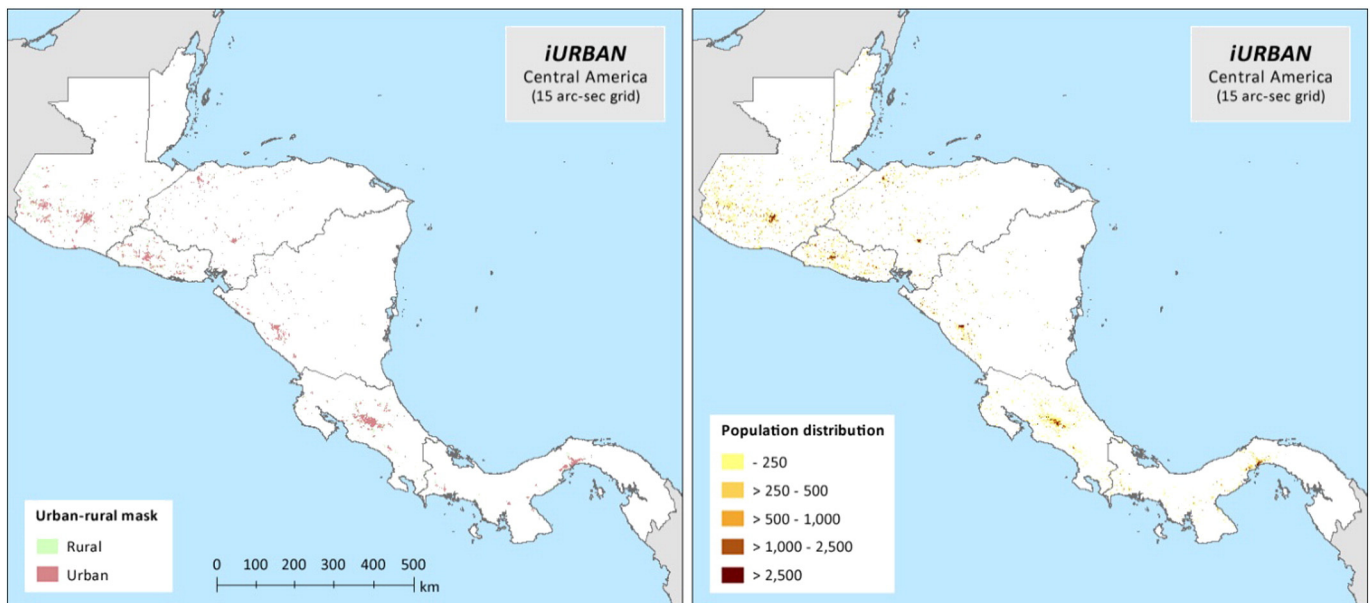 iURBAN
Central America
(15 arc-sec grid)
Urban-rural mask
Rural
Urban
0 100 200 300 400 500
km
iURBAN
Central America
(15 arc-sec grid)
Population distribution
- 250
> 250 - 500
> 500 - 1,000
> 1,000 - 2,500
> 2,500